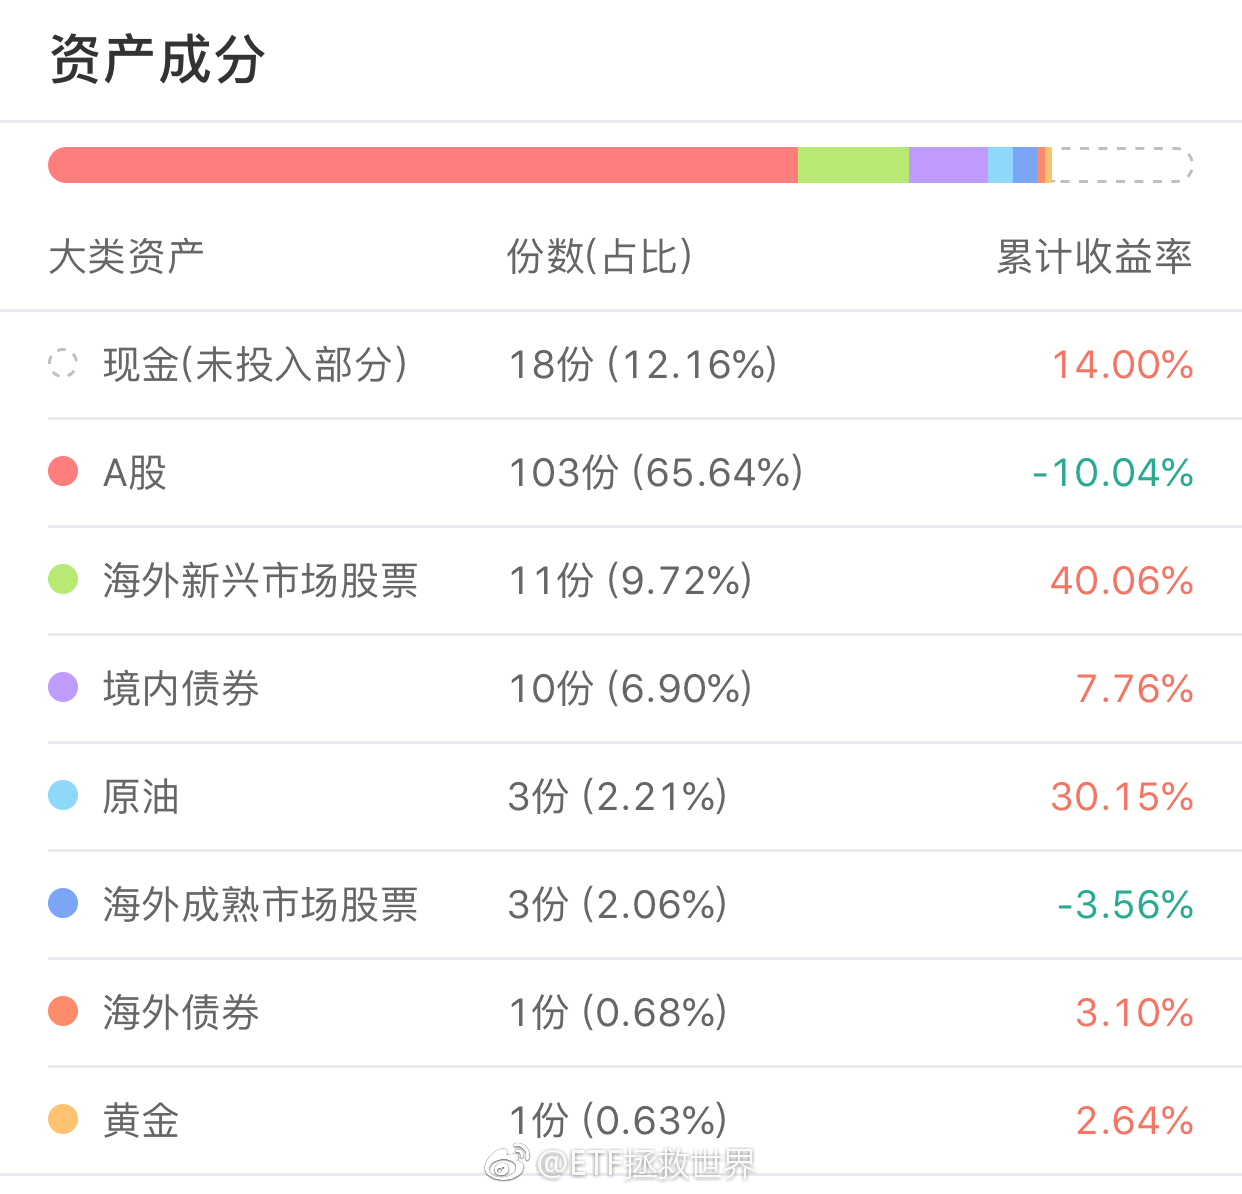 资产成分
大类资产 份数(占比) 累计收益率
现金(未投入部分) 18份 (12.16%) 14.00%
A股 103份 (65.64%) -10.04%
海外新兴市场股票 11份 (9.72%) 40.06%
境内债券 10份 (6.90%) 7.76%
原油 3份 (2.21%) 30.15%
海外成熟市场股票 3份 (2.06%) -3.56%
海外债券 1份 (0.68%) 3.10%
黄金 1份 (0.63%) 2.64%
@ETF拯救世界